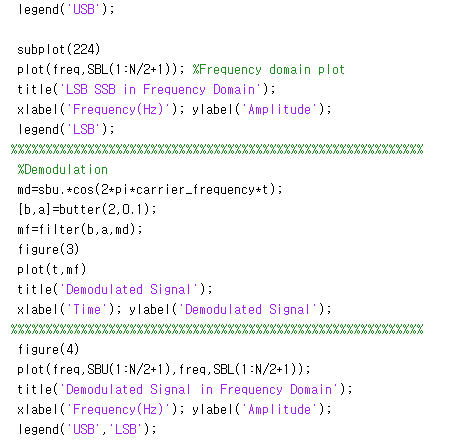 legend('USB');
subplot(224)
plot(freq,SBL(1:N/2+1)); %Frequency domain plot
title('LSB SSB in Frequency Domain');
xlabel('Frequency(Hz)'); ylabel('Amplitude');
legend('LSB');
%%%%%%%%%%%%%%%%%%%%%%%%%%%%%%%%%%%%%%%%%%%%%%%%%%%%%%%%%%%
%Demodulation
md=sbu.*cos(2*pi*carrier_frequency*t);
[b,a]=butter(2,0.1);
mf=filter(b,a,md);
figure(3)
plot(t,mf)
title('Demodulated Signal');
xlabel('Time'); ylabel('Demodulated Signal');
%%%%%%%%%%%%%%%%%%%%%%%%%%%%%%%%%%%%%%%%%%%%%%%%%%%%%%%%%%%
figure(4)
plot(freq,SBU(1:N/2+1),freq,SBL(1:N/2+1));
title('Demodulated Signal in Frequency Domain');
xlabel('Frequency(Hz)'); ylabel('Amplitude');
legend('USB','LSB');